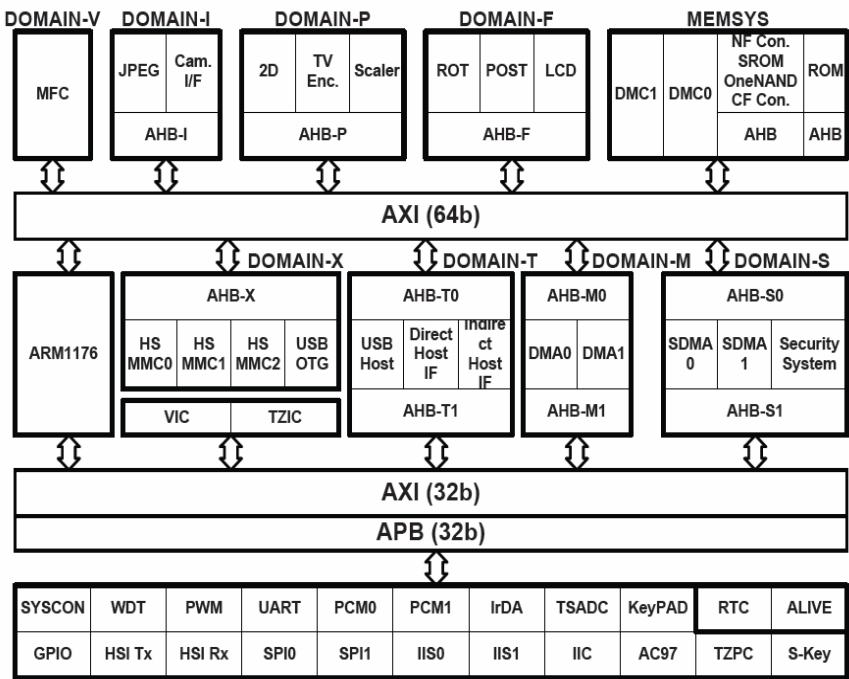 DOMAIN-V DOMAIN-I DOMAIN-P DOMAIN-F MEMSYS
MFC
JPEG
Cam.
I/F
AHB-I
2D
TV
Enc.
Scaler
AHB-P
ROT
POST
LCD
AHB-F
DMC1
DMC0
NF Con.
SROM
OneNAND
CF Con.
AHB
ROM
AHB
AXI (64b)
DOMAIN-X DOMAIN-T DOMAIN-M DOMAIN-S
ARM1176
AHB-X
HS
MMC0
HS
MMC1
HS
MMC2
USB
OTG
VIC
TZIC
AHB-T0
USB
Host
Direct
Host
IF
Indire
ct
Host
IF
AHB-T1
AHB-M0
DMA0
DMA1
AHB-M1
AHB-S0
SDMA
0
SDMA
1
Security
System
AHB-S1
AXI (32b)
APB (32b)
SYSCON WDT PWM UART PCM0 PCM1 IrDA TSADC KeyPAD RTC ALIVE
GPIO HSI Tx HSI Rx SPI0 SPI1 IIS0 IIS1 IIC AC97 TZPC S-Key